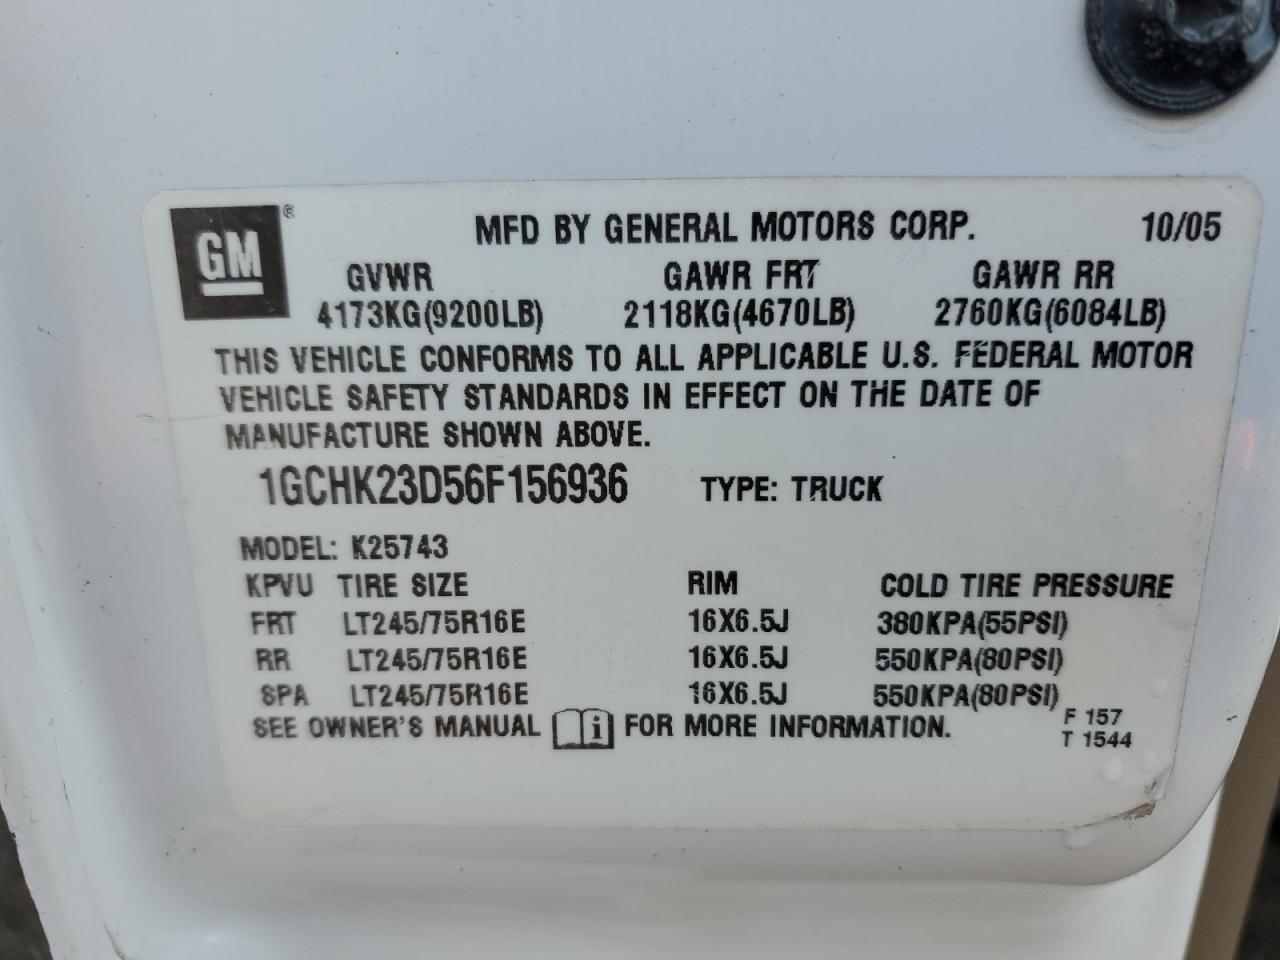 GM®
MFD BY GENERAL MOTORS CORP. 10/05
GVWR GAWR FRT GAWR RR
4173KG(9200LB) 2118KG(4670LB) 2760KG(6084LB)
THIS VEHICLE CONFORMS TO ALL APPLICABLE U.S. FEDERAL MOTOR
VEHICLE SAFETY STANDARDS IN EFFECT ON THE DATE OF
MANUFACTURE SHOWN ABOVE.
1GCHK23D56F156936 TYPE: TRUCK
MODEL: K25743
KPVU TIRE SIZE RIM COLD TIRE PRESSURE
FRT LT245/75R16E 16X6.5J 380KPA(55PSI)
RR LT245/75R16E 16X6.5J 550KPA(80PSI)
SPA LT245/75R16E 16X6.5J 550KPA(80PSI)
SEE OWNER'S MANUAL i FOR MORE INFORMATION.
F 157
T 1544